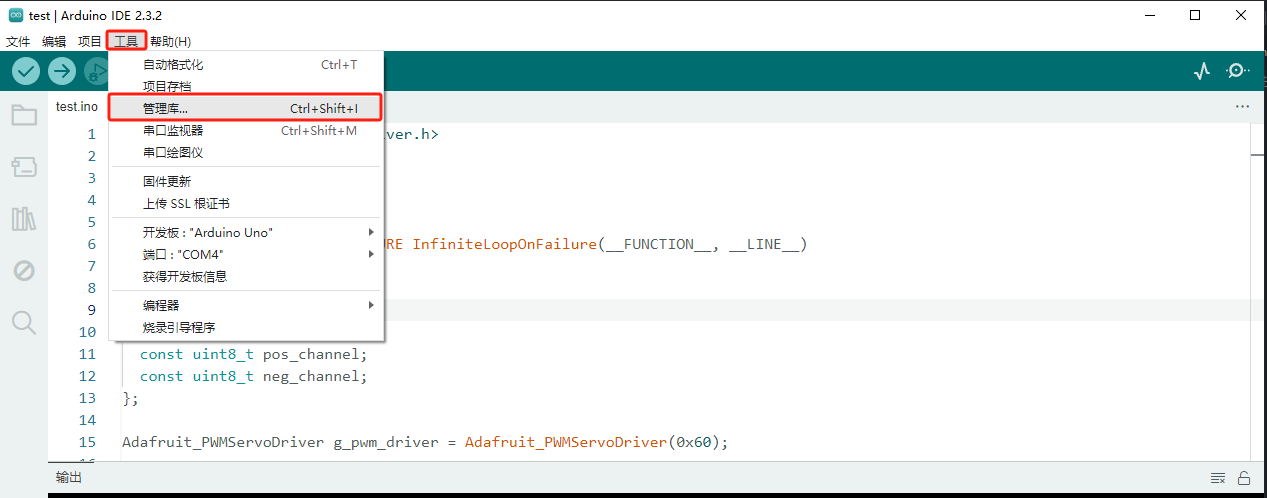 test | Arduino IDE 2.3.2
文件 编辑 项目 工具 帮助(H)
自动格式化 Ctrl+T
项目存档
test.ino
管理库... Ctrl+Shift+I
串口监视器 Ctrl+Shift+M
串口绘图仪
固件更新
上传 SSL 根证书
开发板 : "Arduino Uno"
端口 : "COM4"
获得开发板信息
编程器
烧录引导程序
1 ver.h>
2
3
4
5
6 RE InfiniteLoopOnFailure(__FUNCTION__, __LINE__)
7
8
9
10
11 const uint8_t pos_channel;
12 const uint8_t neg_channel;
13 };
14
15 Adafruit_PWMServoDriver g_pwm_driver = Adafruit_PWMServoDriver(0x60);
输出